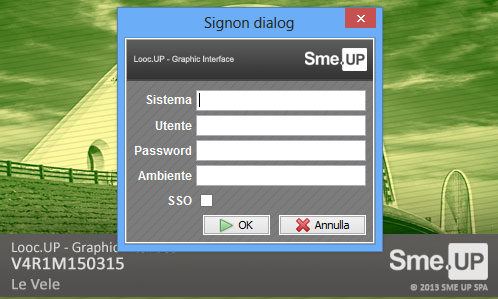 Signon dialog
Looc.UP - Graphic Interface
Sme.UP
Sistema
Utente
Password
Ambiente
SSO
OK
Annulla
Looc.UP - Graphic
V4R1M150315
Le Vele
Sme.UP
© 2013 SME UP SPA